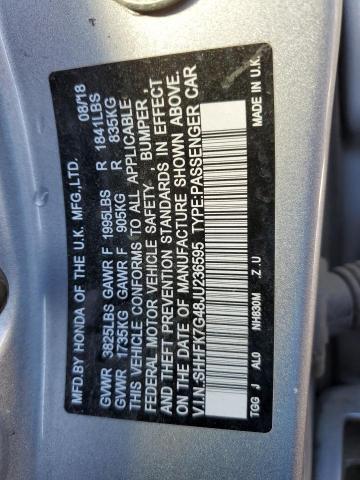 MFD.BY HONDA OF THE U.K. MFG.,LTD. 08/18
GVWR 3825LBS GAWR F 1995LBS R 1841LBS
GVWR 1735KG GAWR F 905KG R 835KG
THIS VEHICLE CONFORMS TO ALL APPLICABLE
FEDERAL MOTOR VEHICLE SAFETY , BUMPER ,
AND THEFT PREVENTION STANDARDS IN EFFECT
ON THE DATE OF MANUFACTURE SHOWN ABOVE.
V.I.N.:SHHFK7G48JU236595 TYPE:PASSENGER CAR
TGG J AL0 NH830M .Z .U MADE IN U.K.